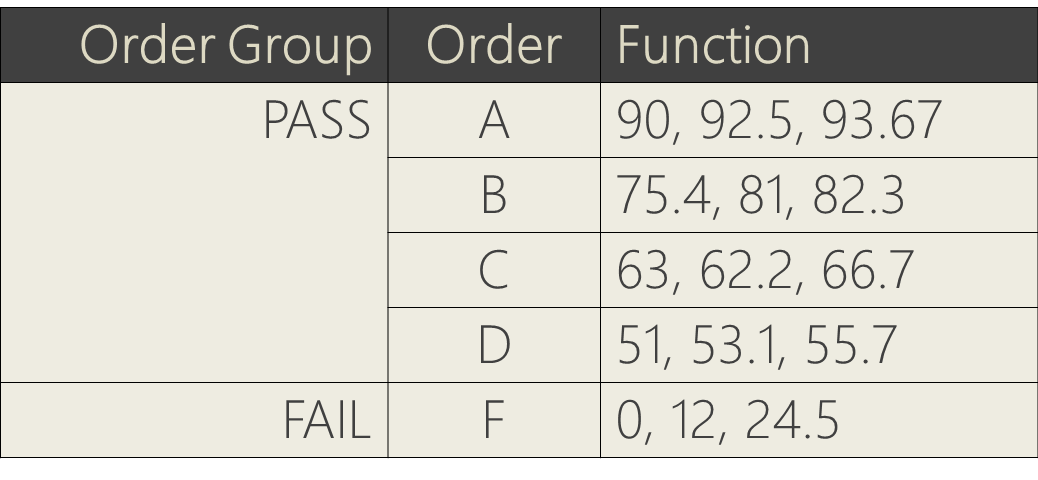 Order Group Order Function
PASS A 90, 92.5, 93.67
B 75.4, 81, 82.3
C 63, 62.2, 66.7
D 51, 53.1, 55.7
FAIL F 0, 12, 24.5